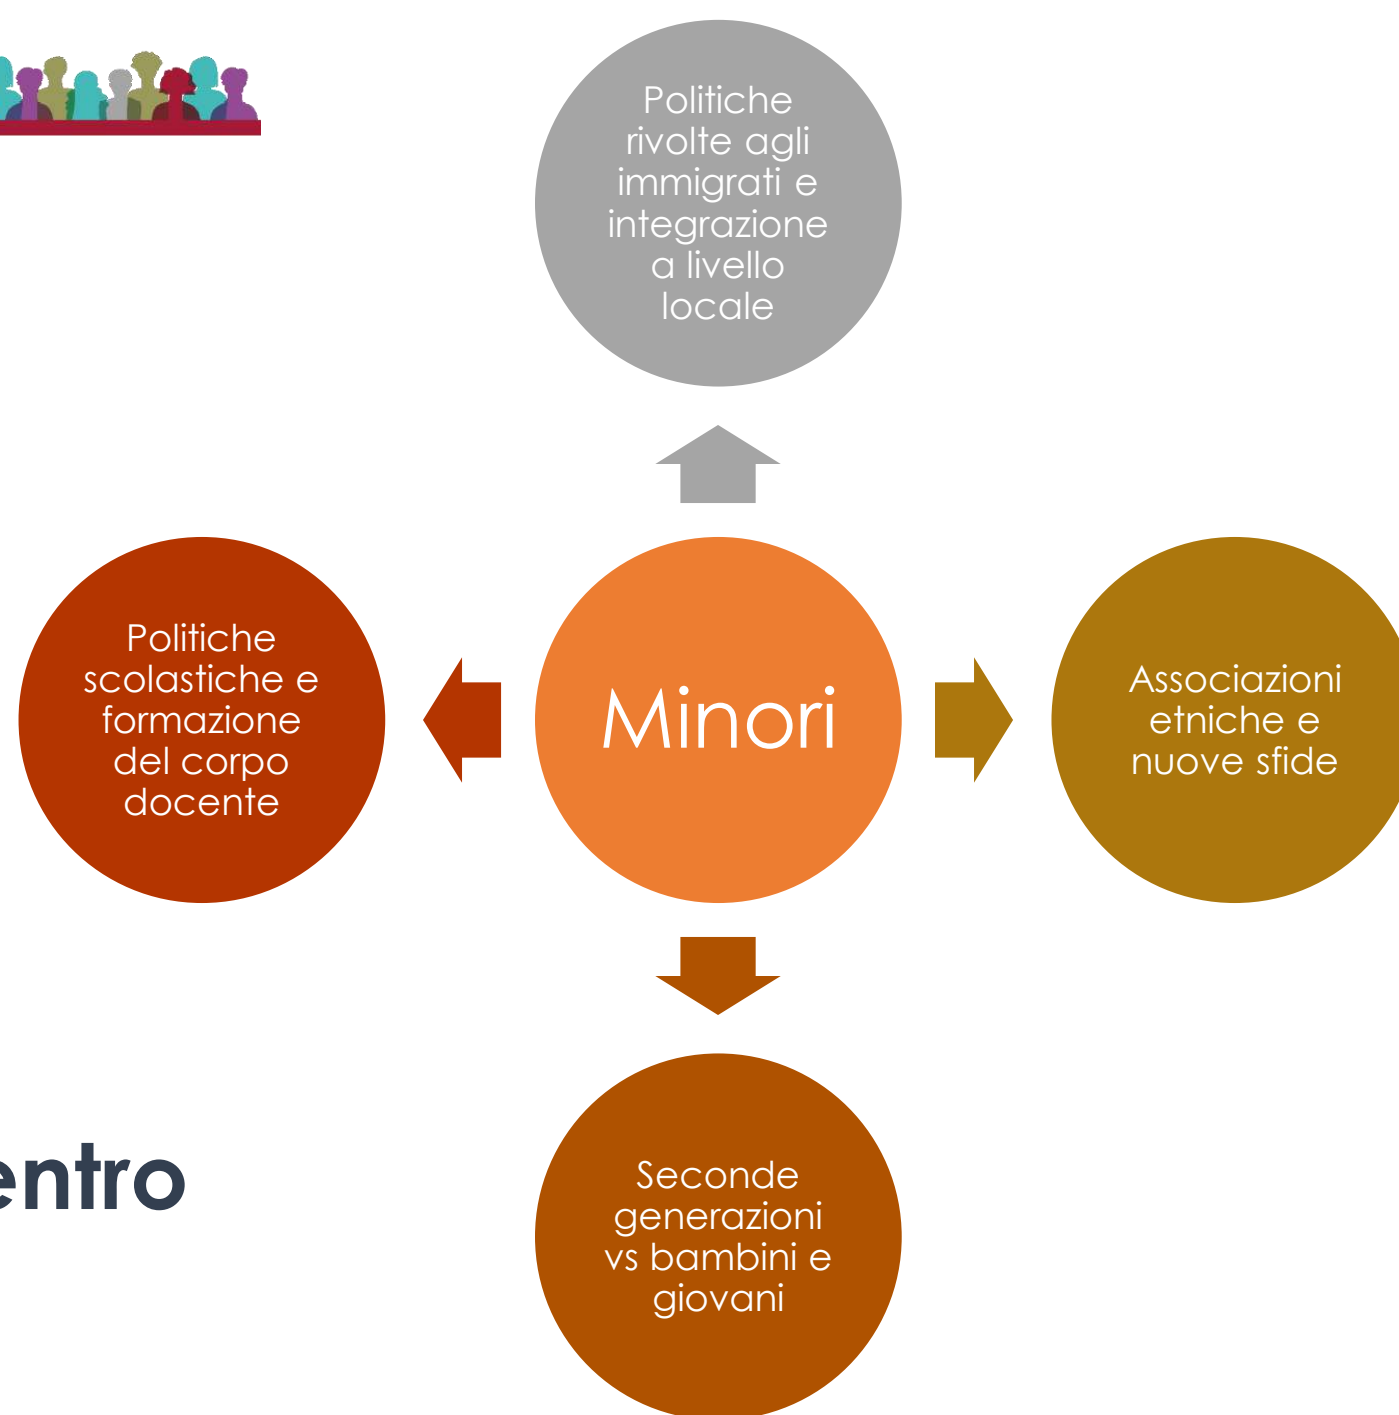 Politiche
rivolte agli
immigrati e
integrazione
a livello
locale
Politiche
scolastiche e
formazione
del corpo
docente
Minori
Associazioni
etniche e
nuove sfide
entro
Seconde
generazioni
vs bambini e
giovani